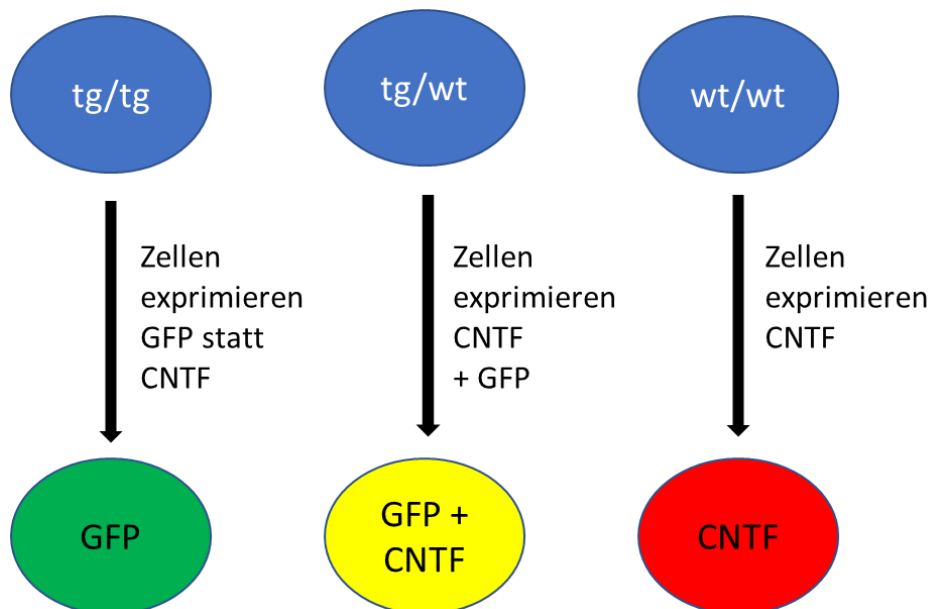 tg/tg
tg/wt
wt/wt
Zellen
exprimieren
GFP statt
CNTF
Zellen
exprimieren
CNTF
+ GFP
Zellen
exprimieren
CNTF
GFP
GFP +
CNTF
CNTF